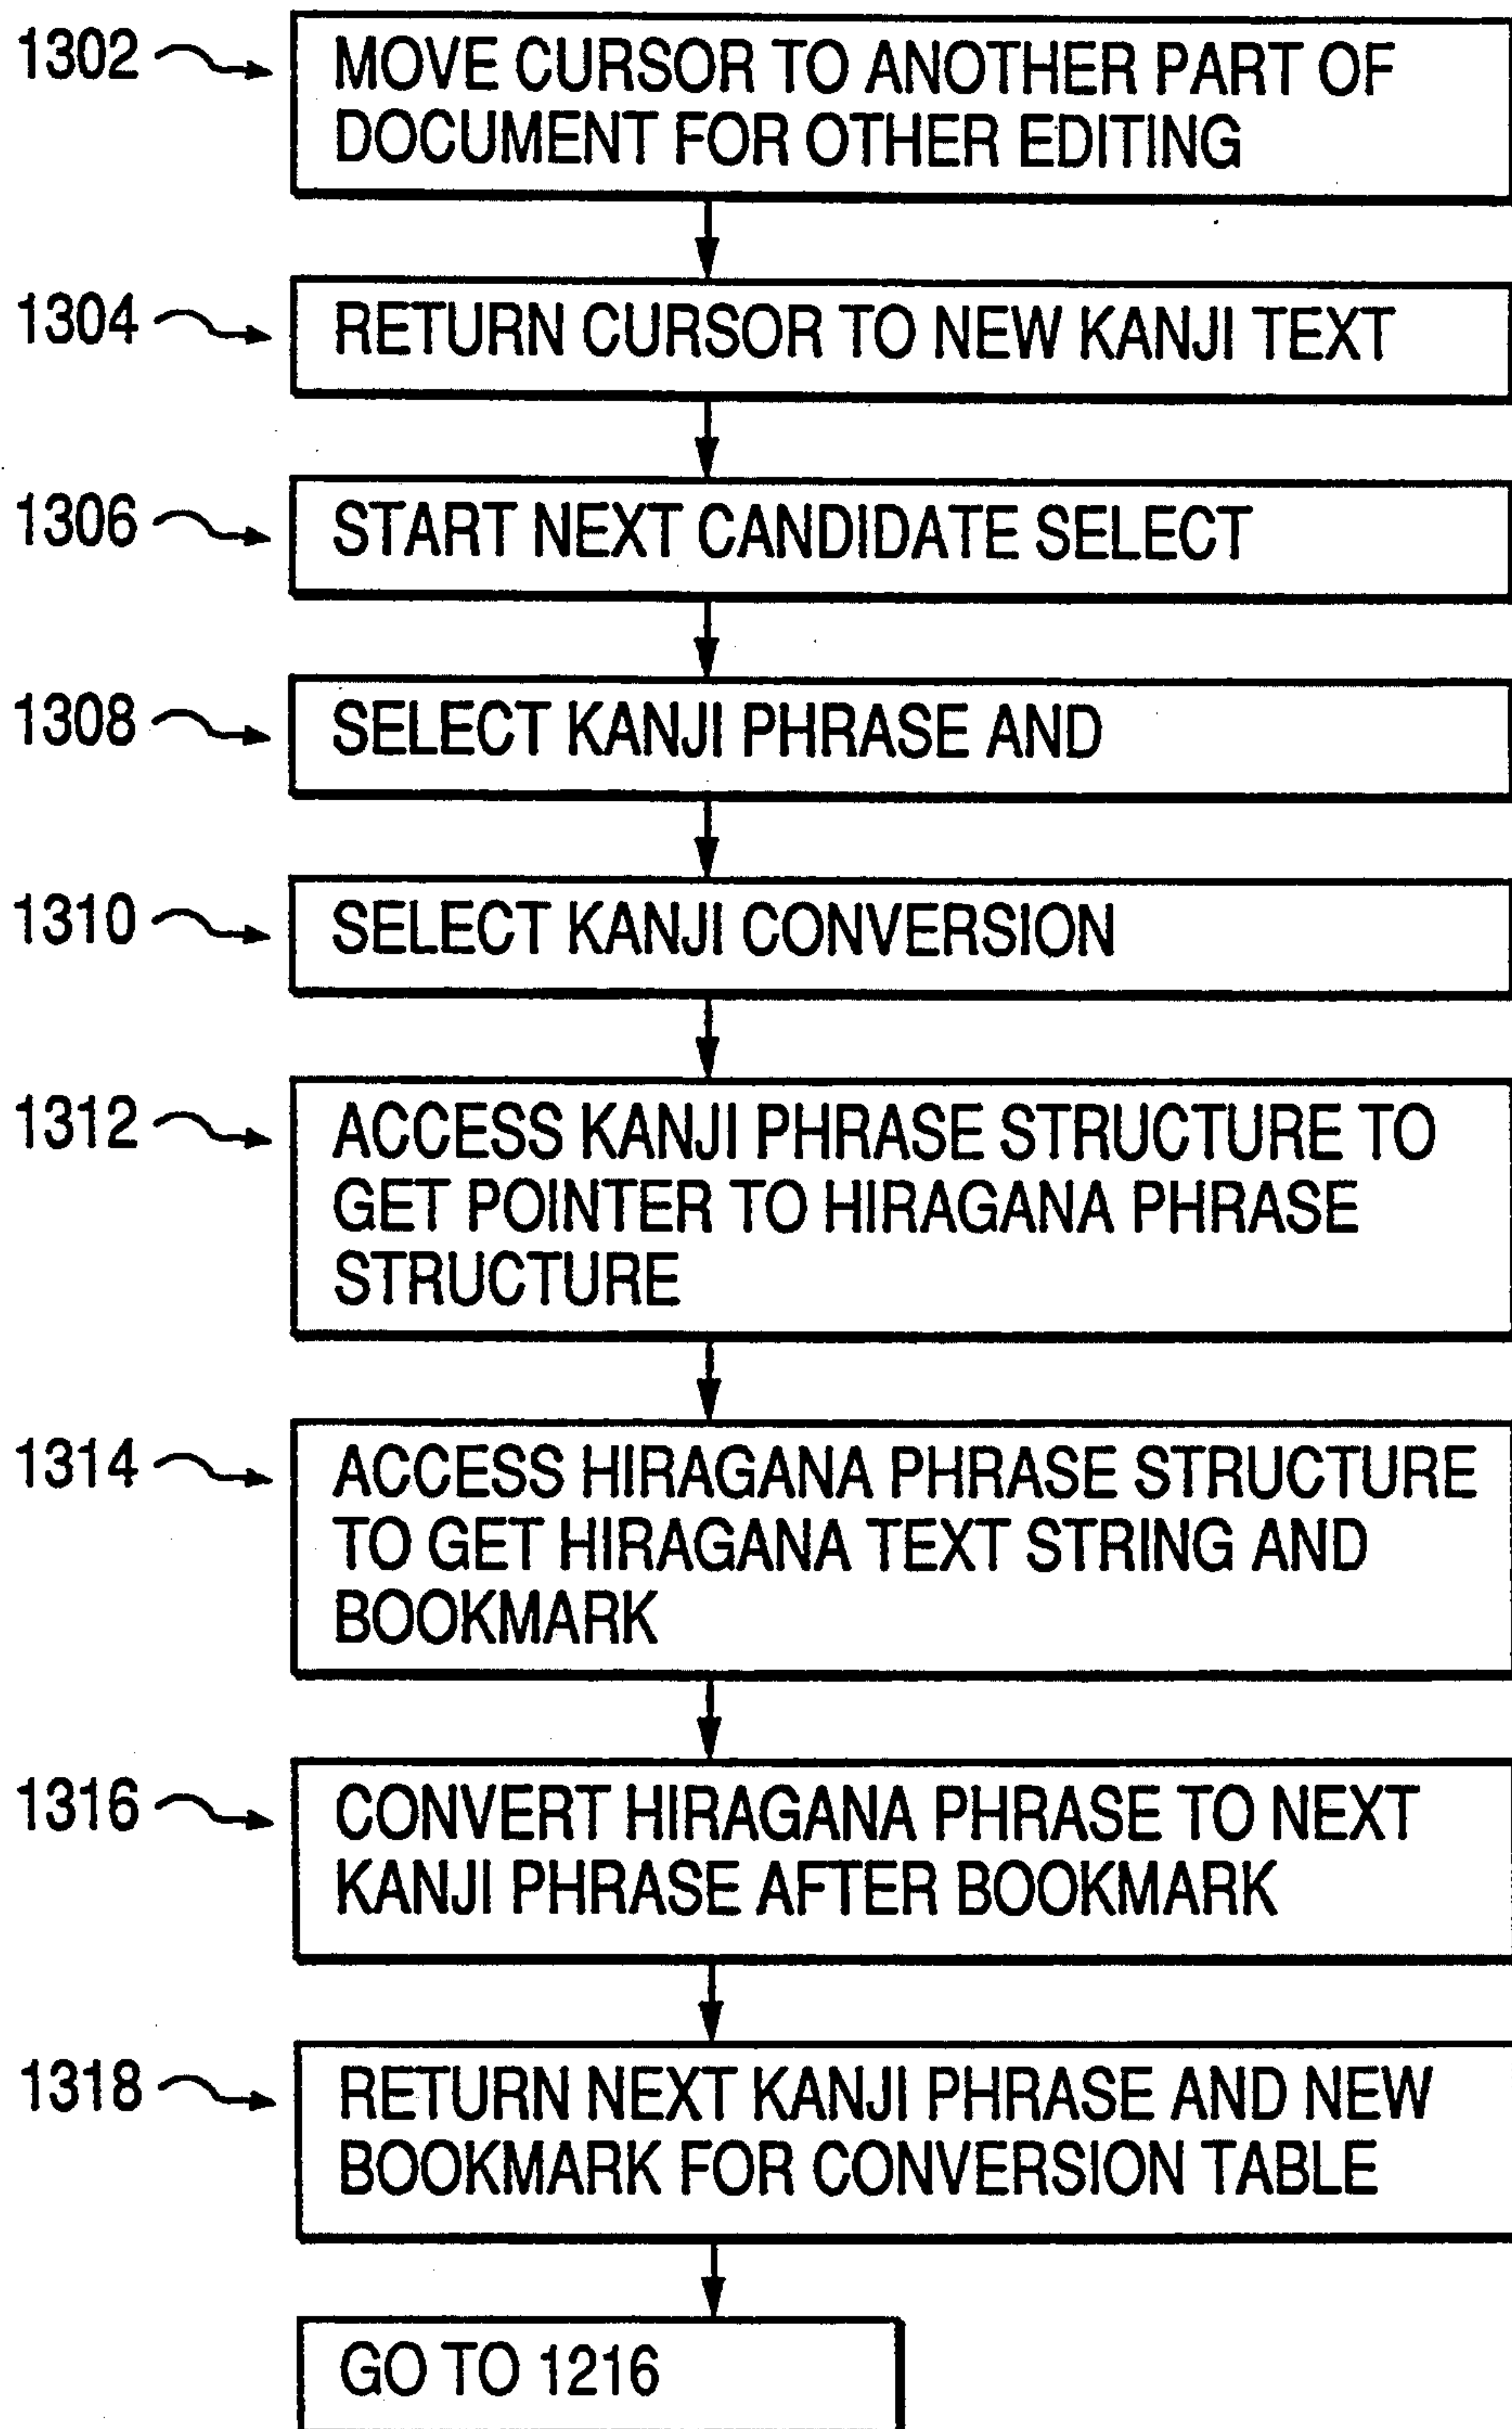 1302 MOVE CURSOR TO ANOTHER PART OF
DOCUMENT FOR OTHER EDITING
1304 RETURN CURSOR TO NEW KANJI TEXT
1306 START NEXT CANDIDATE SELECT
1308 SELECT KANJI PHRASE AND
1310 SELECT KANJI CONVERSION
1312 ACCESS KANJI PHRASE STRUCTURE TO
GET POINTER TO HIRAGANA PHRASE
STRUCTURE
1314 ACCESS HIRAGANA PHRASE STRUCTURE
TO GET HIRAGANA TEXT STRING AND
BOOKMARK
1316 CONVERT HIRAGANA PHRASE TO NEXT
KANJI PHRASE AFTER BOOKMARK
1318 RETURN NEXT KANJI PHRASE AND NEW
BOOKMARK FOR CONVERSION TABLE
GO TO 1216